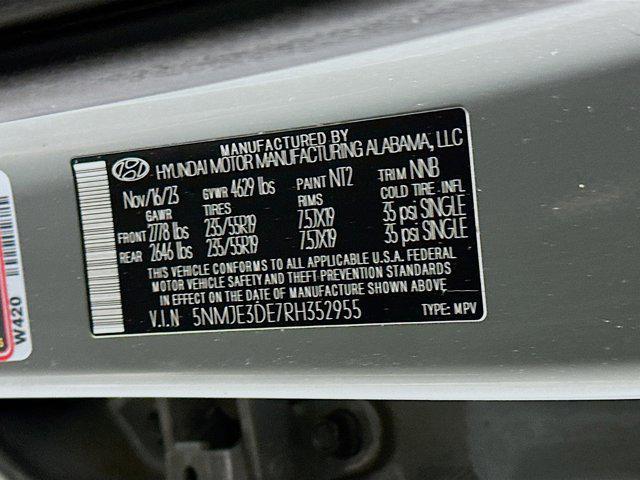 MANUFACTURED BY
HYUNDAI MOTOR MANUFACTURING ALABAMA, LLC
Nov/16/23 GVWR 4629 lbs PAINT NT2 TRIM NNB
GAWR TIRES RIMS COLD TIRE INFL
FRONT 2778 lbs 235/55R19 7.5JX19 35 psi SINGLE
REAR 2646 lbs 235/55R19 7.5JX19 35 psi SINGLE
THIS VEHICLE CONFORMS TO ALL APPLICABLE U.S.A. FEDERAL
MOTOR VEHICLE SAFETY AND THEFT PREVENTION STANDARDS
IN EFFECT ON THE DATE OF MANUFACTURE SHOWN ABOVE.
V.I.N 5NMJE3DE7RH352955 TYPE: MPV
W420